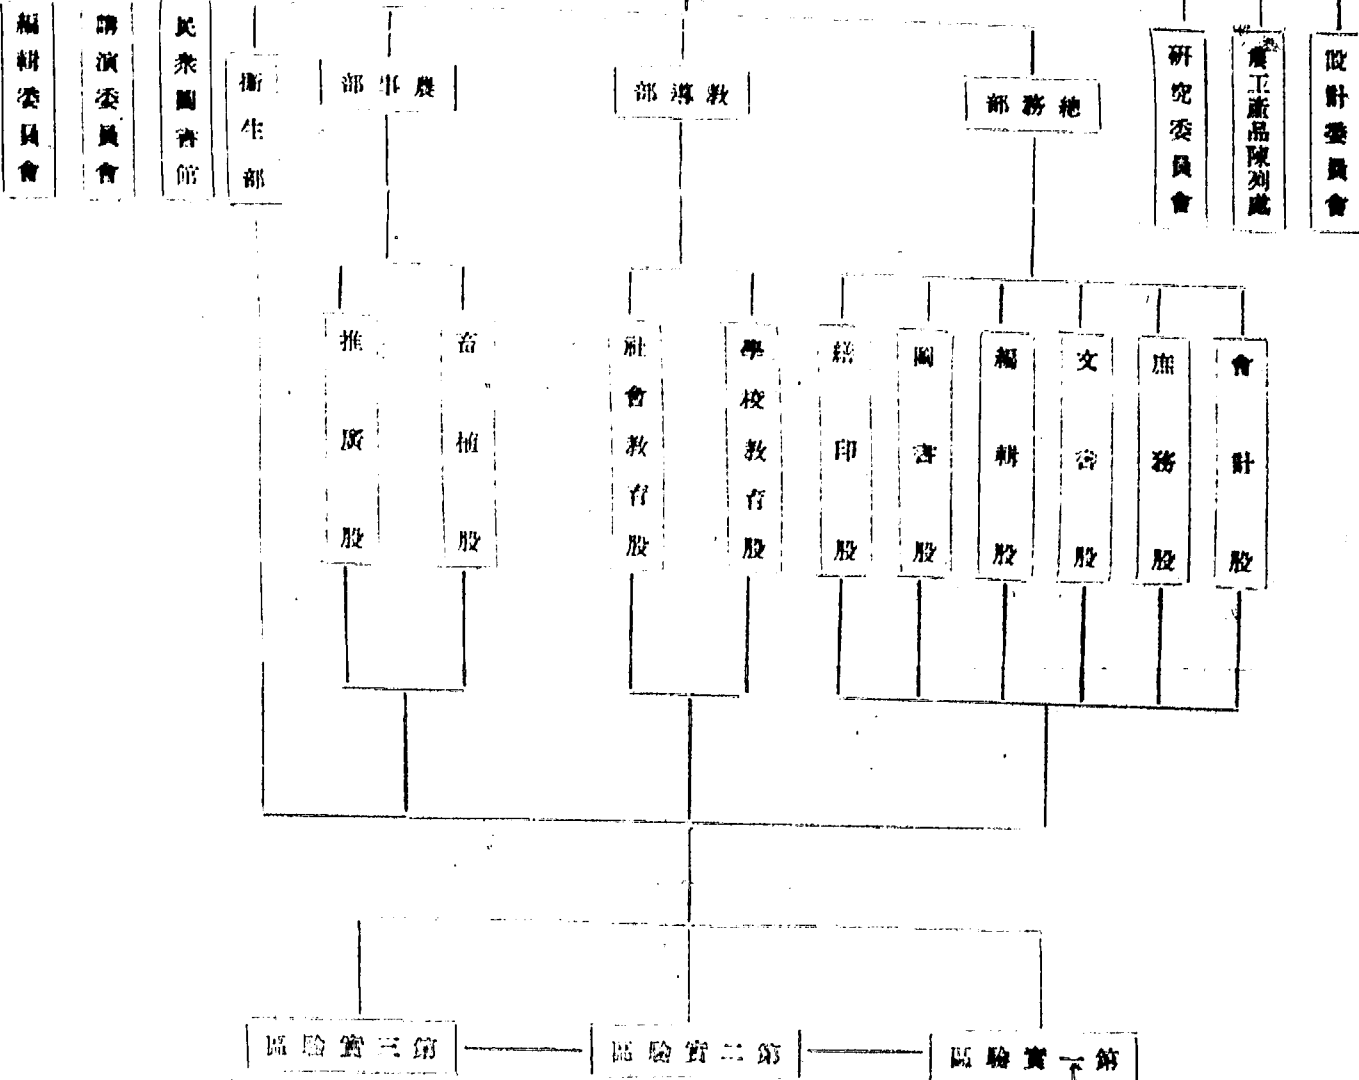 設計委員會
農工產品陳列處
研究委員會
總務部
教導部
農事部
衛生部
民衆圖書館
講演委員會
編輯委員會
會計股
庶務股
文書股
編輯股
圖書股
繕印股
學校教育股
社會教育股
畜植股
推廣股
第一實驗區
第二實驗區
第三實驗區